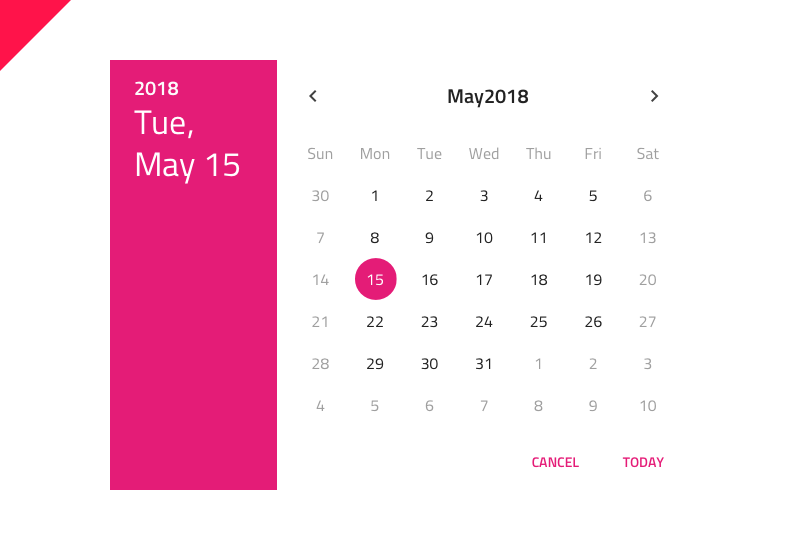 2018
Tue,
May 15
May2018
Sun Mon Tue Wed Thu Fri Sat
30 1 2 3 4 5 6
7 8 9 10 11 12 13
14 15 16 17 18 19 20
21 22 23 24 25 26 27
28 29 30 31 1 2 3
4 5 6 7 8 9 10
CANCEL TODAY